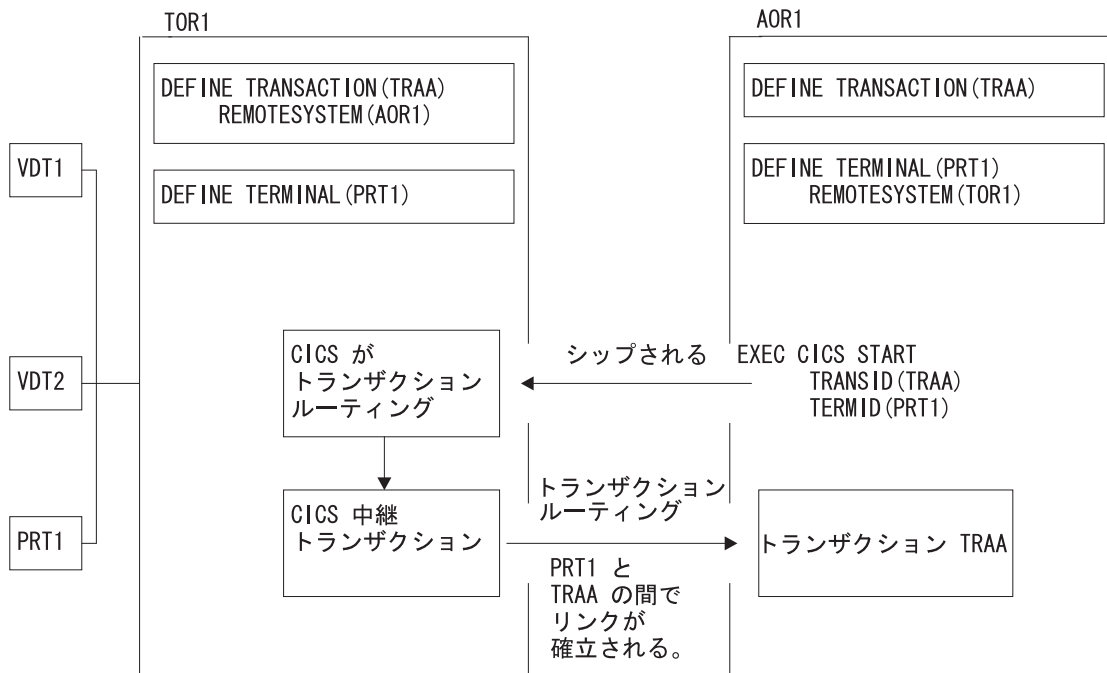 TOR1
AOR1
DEFINE TRANSACTION(TRAA)
REMOTESYSTEM(AOR1)
DEFINE TRANSACTION(TRAA)
VDT1
DEFINE TERMINAL(PRT1)
DEFINE TERMINAL(PRT1)
REMOTESYSTEM(TOR1)
VDT2
CICS が
トランザクション
ルーティング
シップされる
EXEC CICS START
TRANSID(TRAA)
TERMID(PRT1)
PRT1
CICS 中継
トランザクション
トランザクション
ルーティング
トランザクション TRAA
PRT1 と
TRAA の間で
リンクが
確立される。